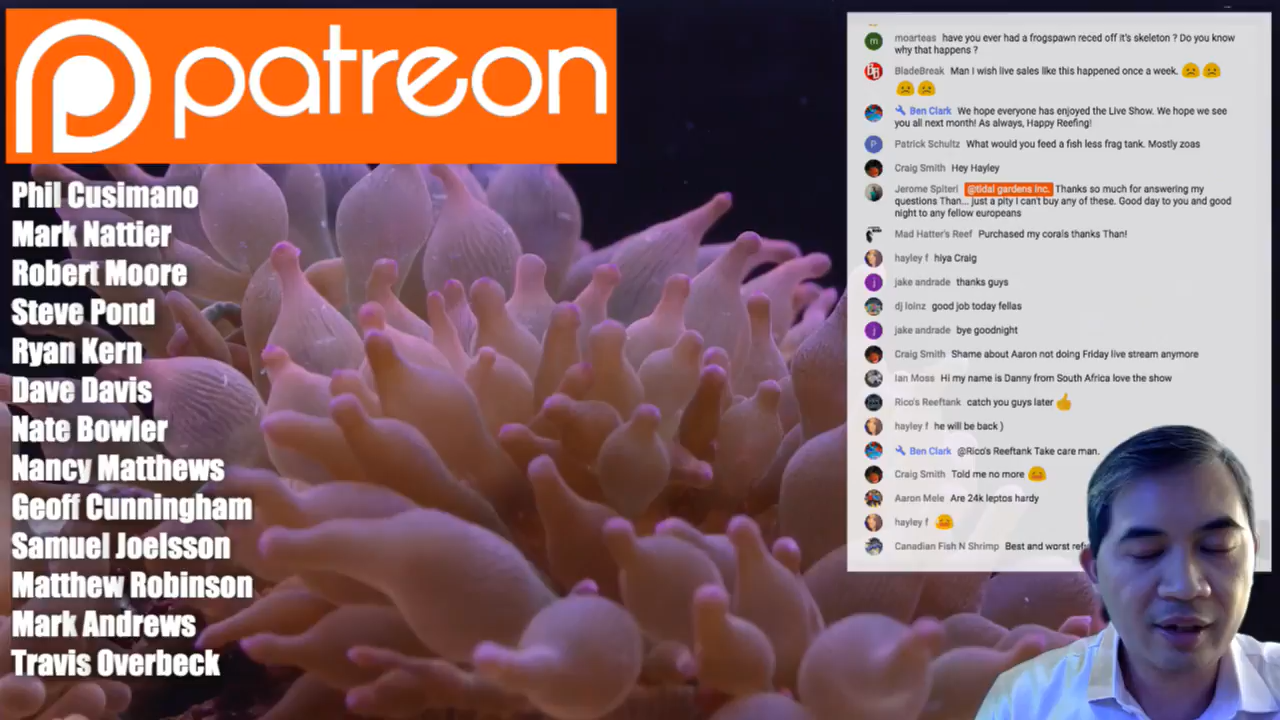 patreon
Phil Cusimano
Mark Nattier
Robert Moore
Steve Pond
Ryan Kern
Dave Davis
Nate Bowler
Nancy Matthews
Geoff Cunningham
Samuel Joelsson
Matthew Robinson
Mark Andrews
Travis Overbeck
m moarteas have you ever had a frogspawn reced off it's skeleton ? Do you know
why that happens ?
BladeBreak Man I wish live sales like this happened once a week.
Ben Clark We hope everyone has enjoyed the Live Show. We hope we see
you all next month! As always, Happy Reefing!
P Patrick Schultz What would you feed a fish less frag tank. Mostly zoas
Craig Smith Hey Hayley
Jerome Spiteri @tidal gardens inc. Thanks so much for answering my
questions Than... just a pity I can't buy any of these. Good day to you and good
night to any fellow europeans
Mad Hatter's Reef Purchased my corals thanks Than!
hayley f hiya Craig
j jake andrade thanks guys
dj loinz good job today fellas
j jake andrade bye goodnight
Craig Smith Shame about Aaron not doing Friday live stream anymore
Ian Moss Hi my name is Danny from South Africa love the show
Rico's Reeftank catch you guys later
hayley f he will be back )
Ben Clark @Rico's Reeftank Take care man.
Craig Smith Told me no more
Aaron Mele Are 24k leptos hardy
hayley f
Canadian Fish N Shrimp Best and worst